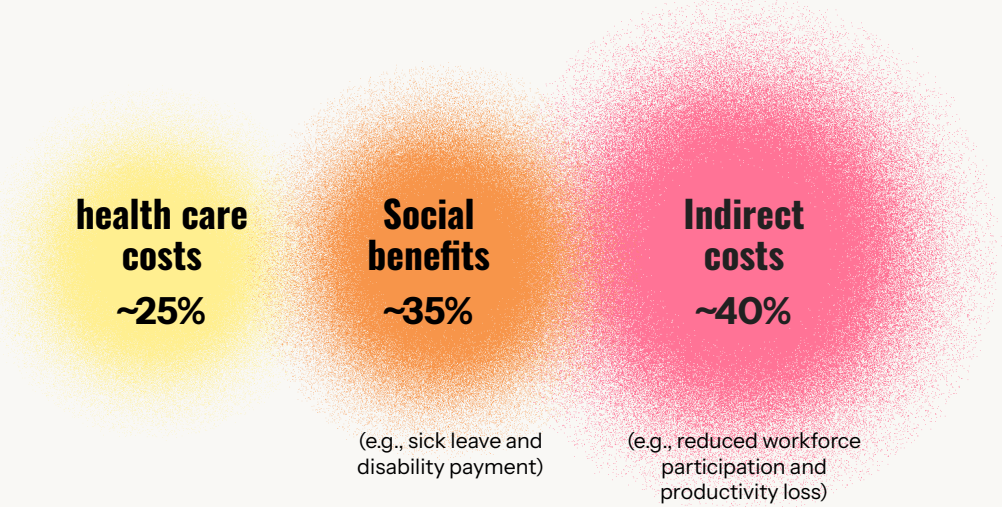 health care
costs
~25%
Social
benefits
~35%
(e.g., sick leave and
disability payment)
Indirect
costs
~40%
(e.g., reduced workforce
participation and
productivity loss)